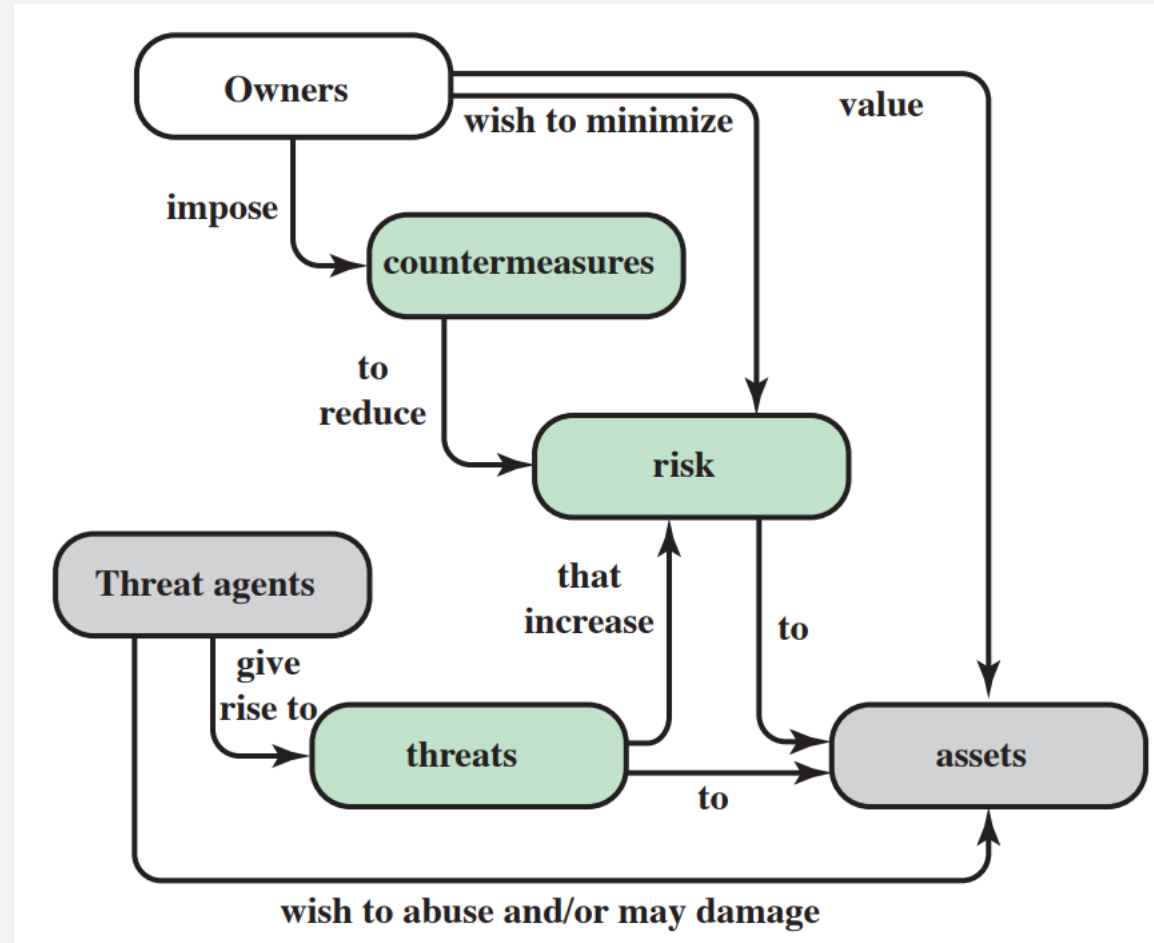 Owners
value
wish to minimize
impose
countermeasures
to
reduce
risk
Threat agents
that
increase
to
give
rise to
threats
assets
to
wish to abuse and/or may damage